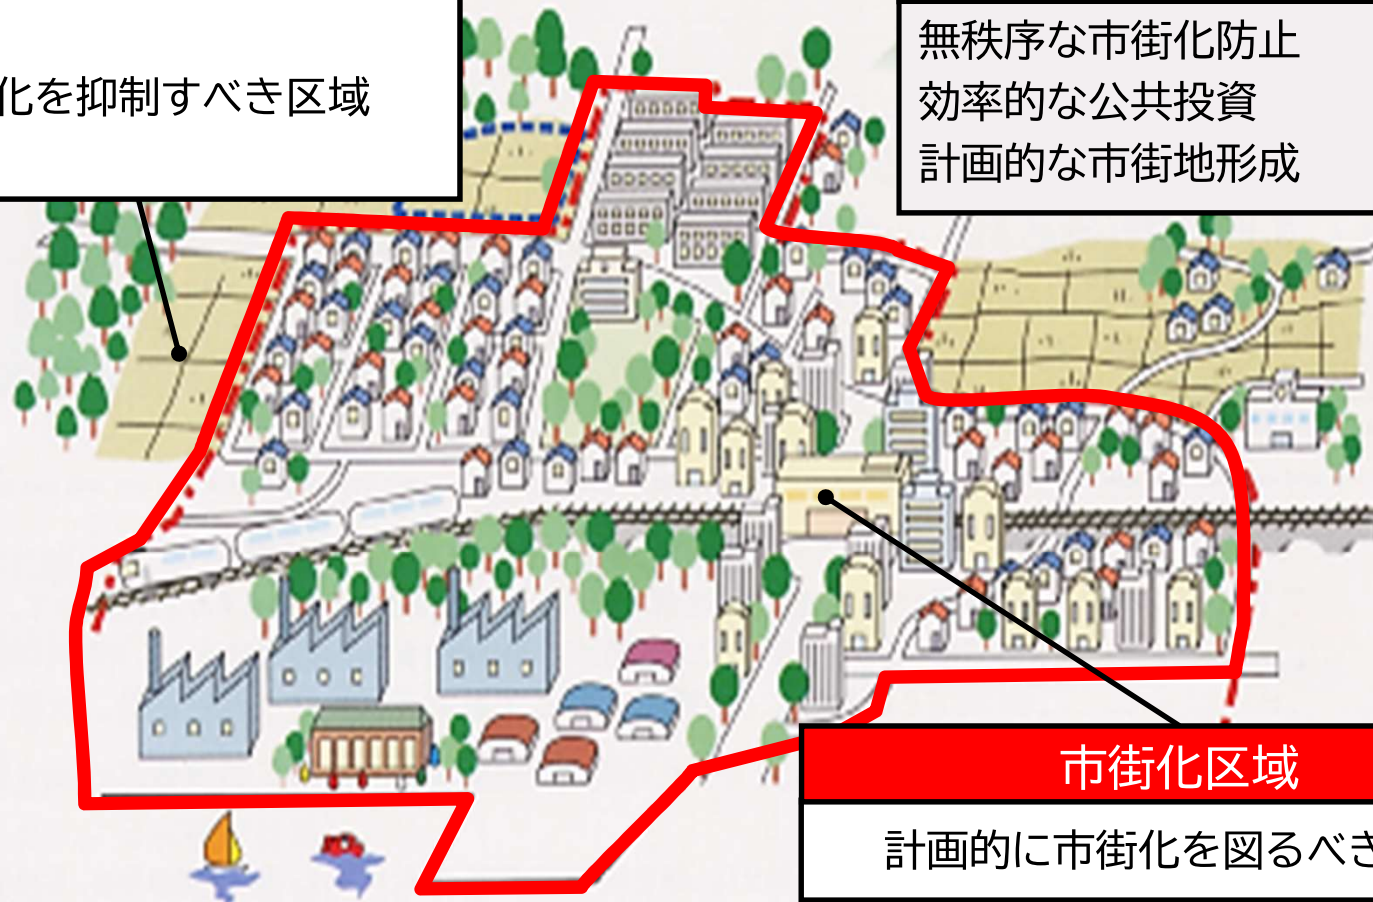 化を抑制すべき区域
無秩序な市街化防止
効率的な公共投資
計画的な市街地形成
市街化区域
計画的に市街化を図るべき